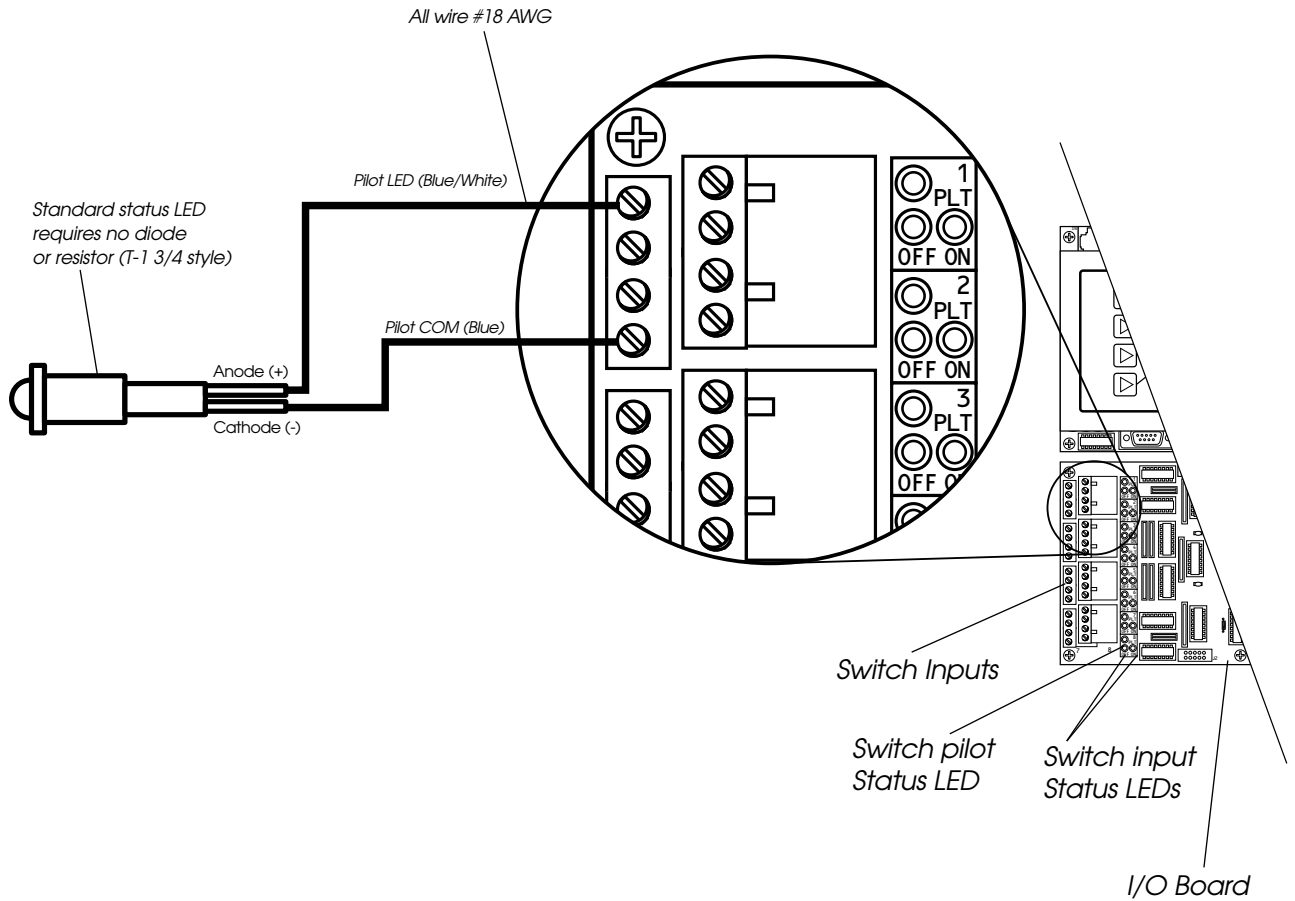 All wire #18 AWG
Pilot LED (Blue/White)
Standard status LED
requires no diode
or resistor (T-1 3/4 style)
Pilot COM (Blue)
Anode (+)
Cathode (-)
1
PLT
OFF ON
2
PLT
OFF ON
3
PLT
OFF
Switch Inputs
Switch pilot
Status LED
Switch input
Status LEDs
7
8
I/O Board